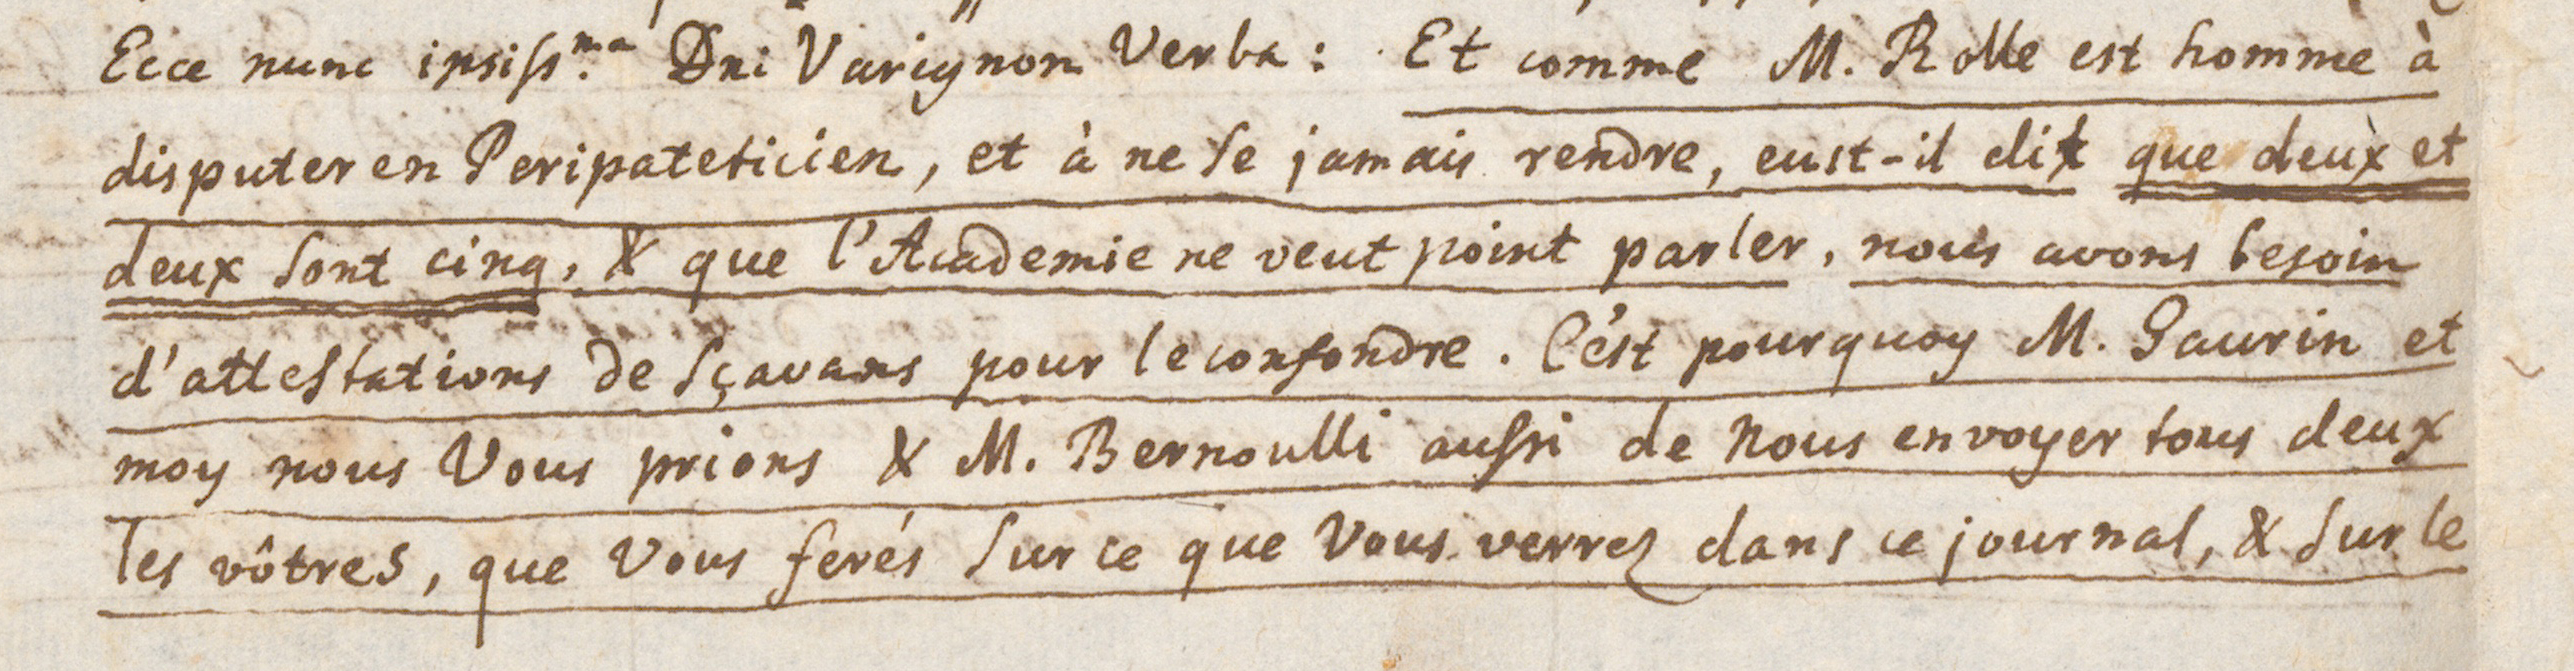 Ecce nunc ipsiss.ma Dni Varignon Verba: Et comme M. Rolle est homme à
disputer en Peripateticien, et à ne se jamais rendre, eust-il dit que deux et
deux sont cinq, & que l'Academie ne veut point parler, nous avons besoin
d'attestations de sçavans pour le confondre. C'est pourquoy M. Saurin et
moy nous Vous prions & M. Bernoulli aussi de Nous envoyer tous deux
les vôtres, que Vous ferés sur ce que Vous verrez dans ce journal, & sur le